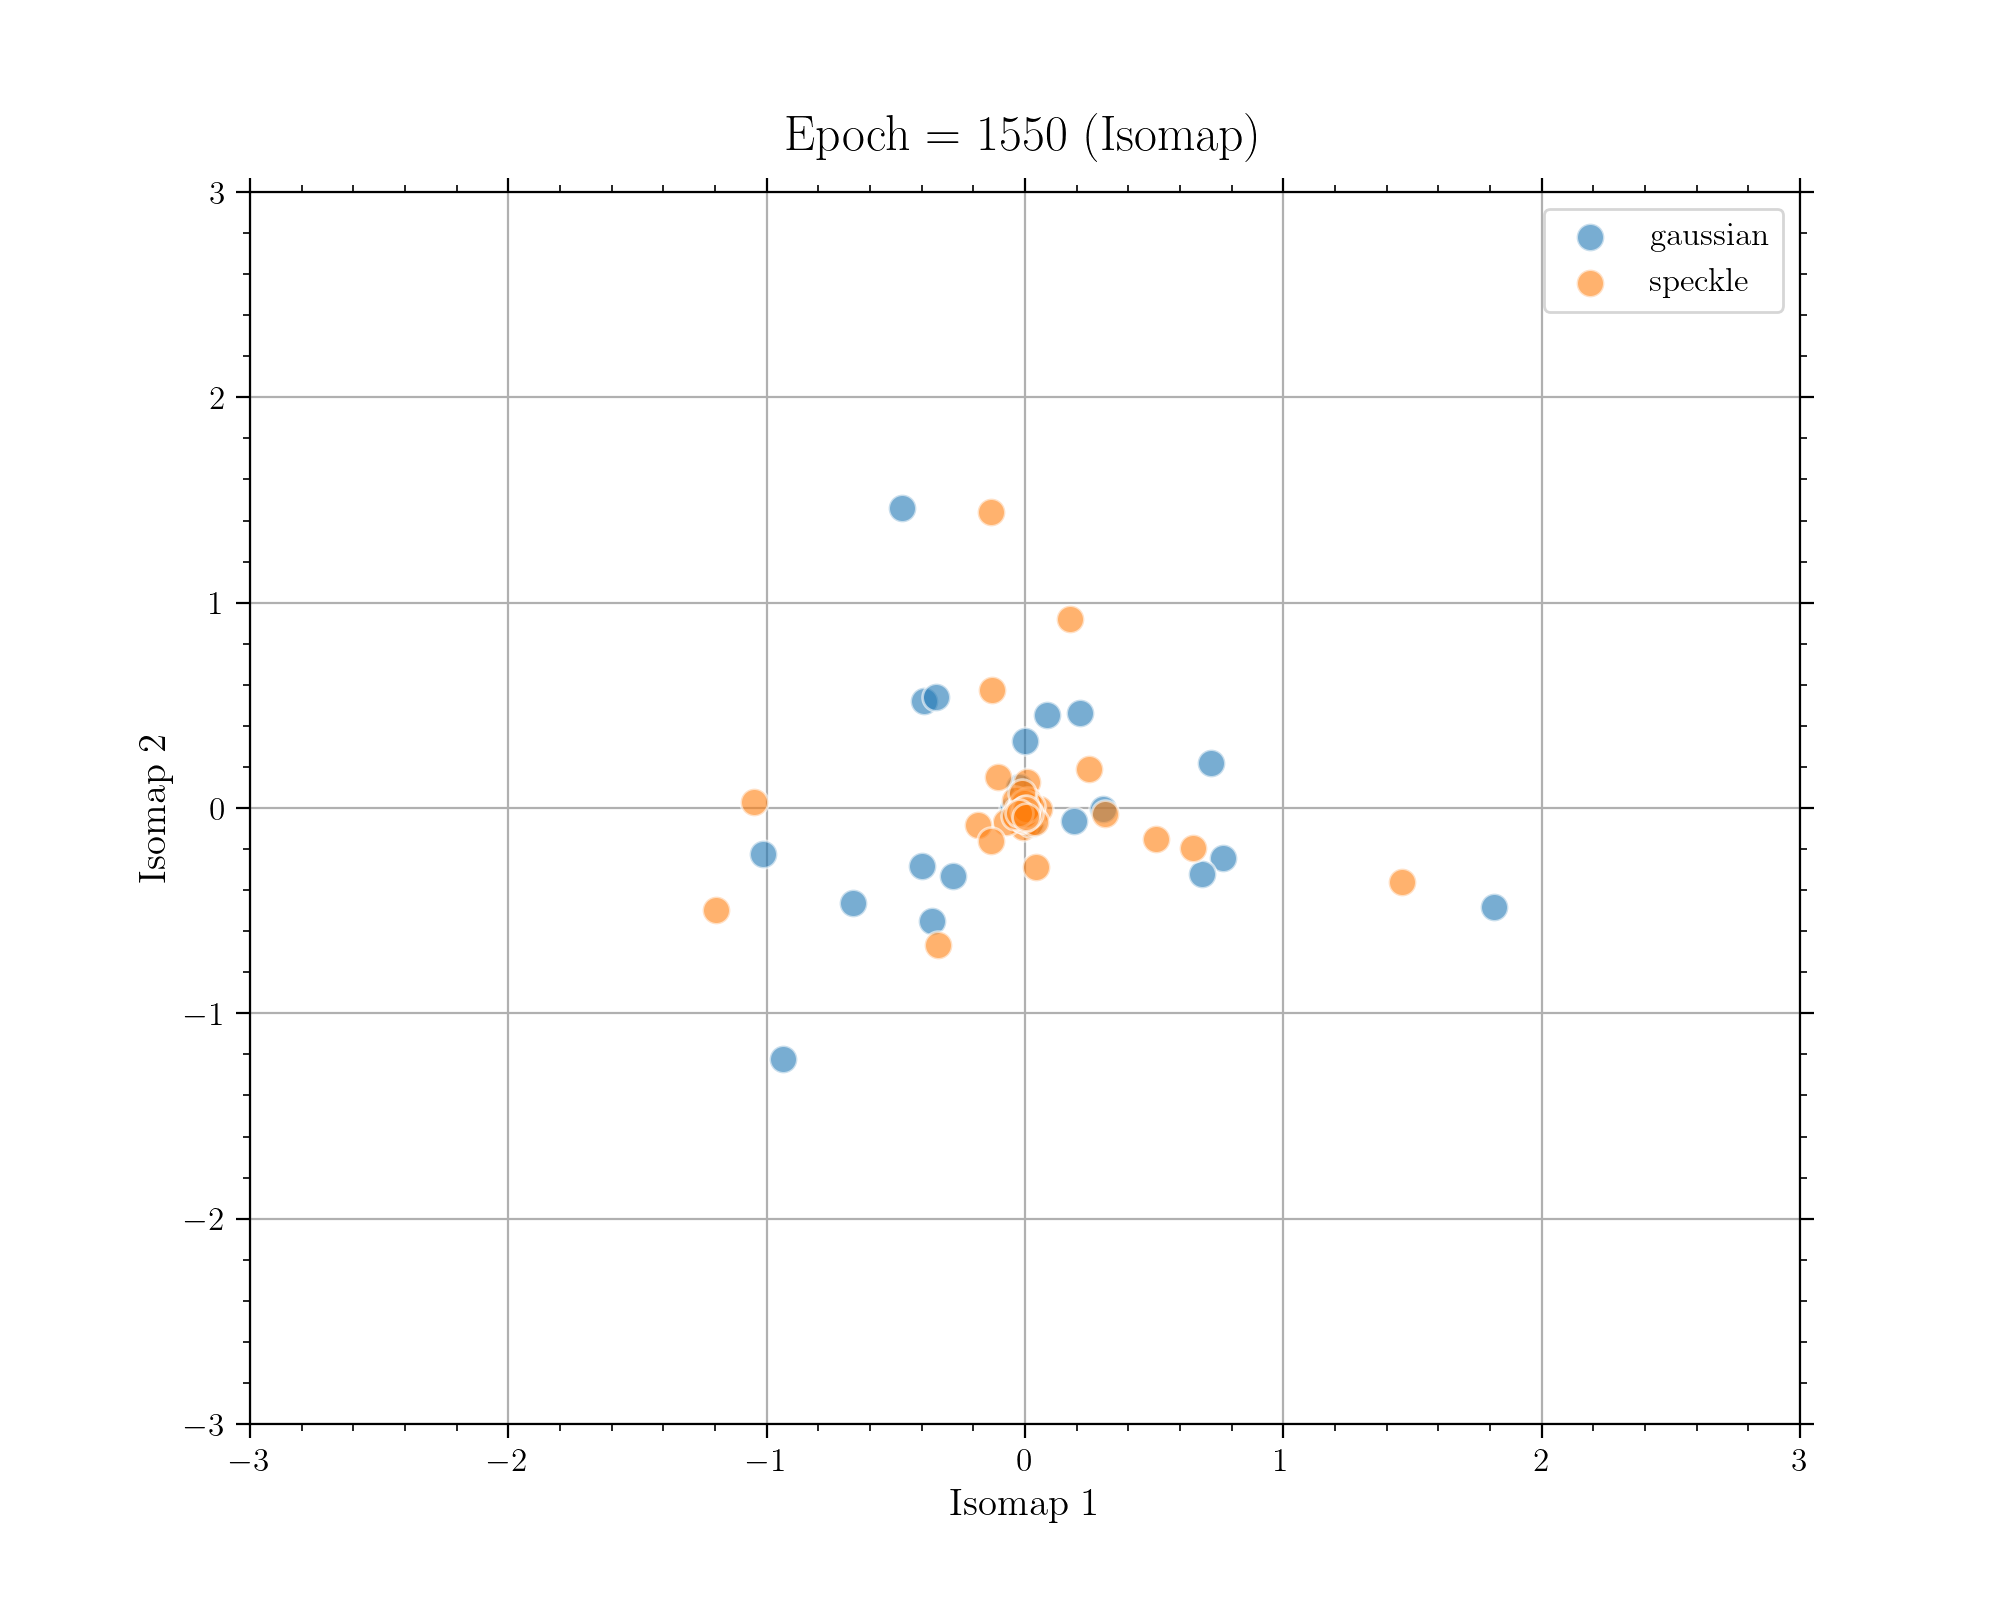 Epoch = 1550 (Isomap)
gaussian
speckle
3
2
1
0
−1
−2
−3
Isomap 2
−3
−2
−1
0
1
2
3
Isomap 1